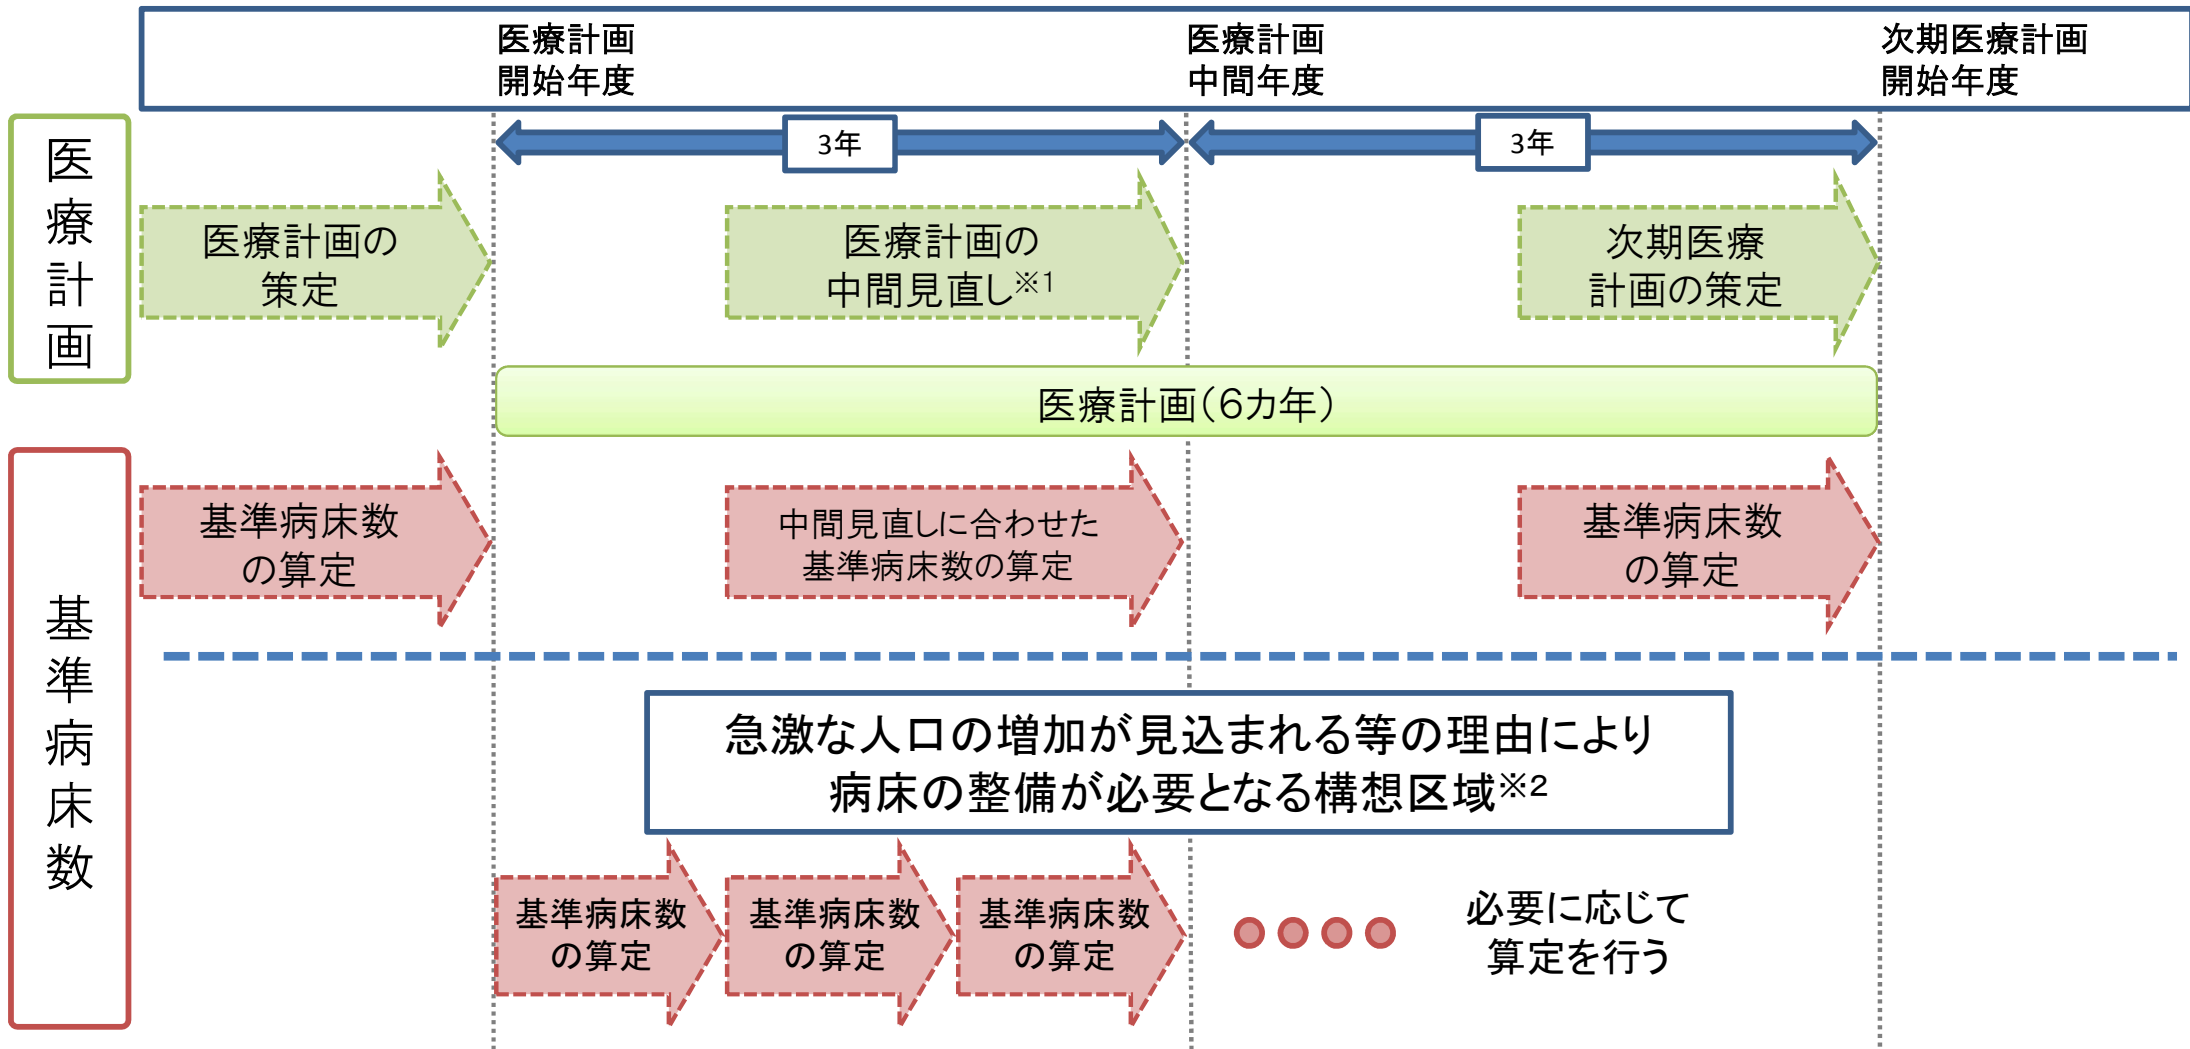 医療計画
開始年度
医療計画
中間年度
次期医療計画
開始年度
医療計画
3年
3年
医療計画の
策定
医療計画の
中間見直し※1
次期医療
計画の策定
医療計画（６カ年）
基準病床数
基準病床数
の算定
中間見直しに合わせた
基準病床数の算定
基準病床数
の算定
急激な人口の増加が見込まれる等の理由により
病床の整備が必要となる構想区域※2
基準病床数
の算定
基準病床数
の算定
基準病床数
の算定
必要に応じて
算定を行う